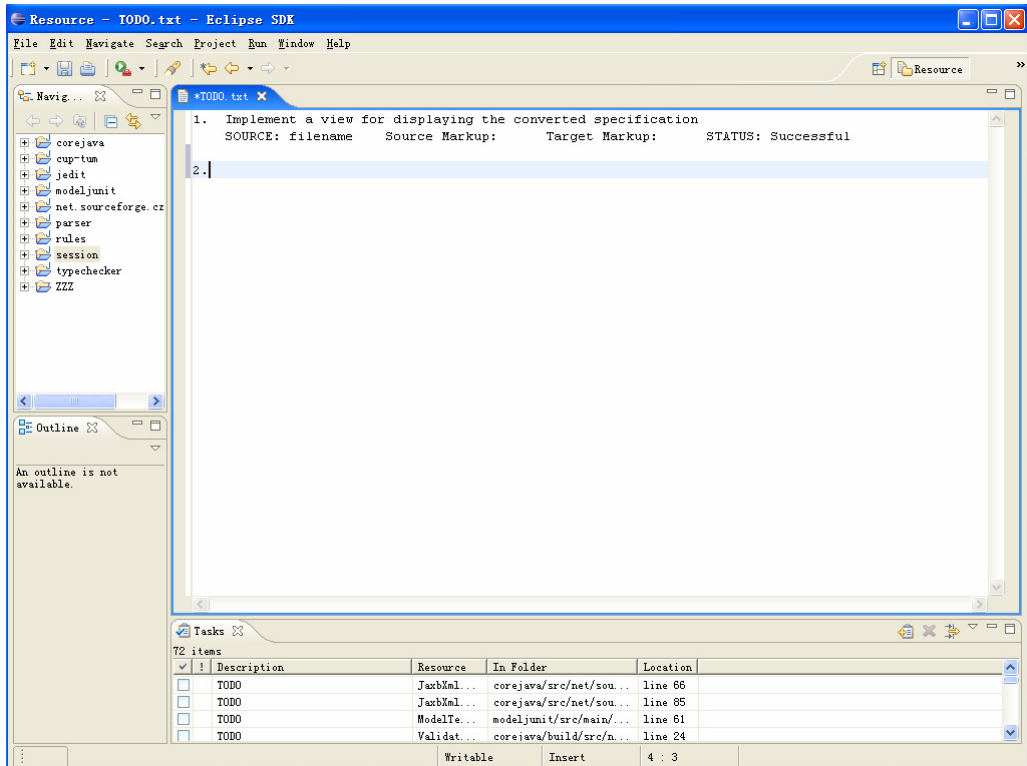 Resource - TODO.txt - Eclipse SDK
File Edit Navigate Search Project Run Window Help
Resource »
Navig...
*TODO.txt
1. Implement a view for displaying the converted specification
SOURCE: filename Source Markup: Target Markup: STATUS: Successful
2.
corejava
cup-tum
jedit
modeljunit
net.sourceforge.cz
parser
rules
session
typechecker
ZZZ
Outline
An outline is not
available.
Tasks
72 items
! Description Resource In Folder Location
TODO JaxbXml... corejava/src/net/sou... line 66
TODO JaxbXml... corejava/src/net/sou... line 85
TODO ModelTe... modeljunit/src/main/... line 61
TODO Validat... corejava/build/src/n... line 24
Writable Insert 4 : 3